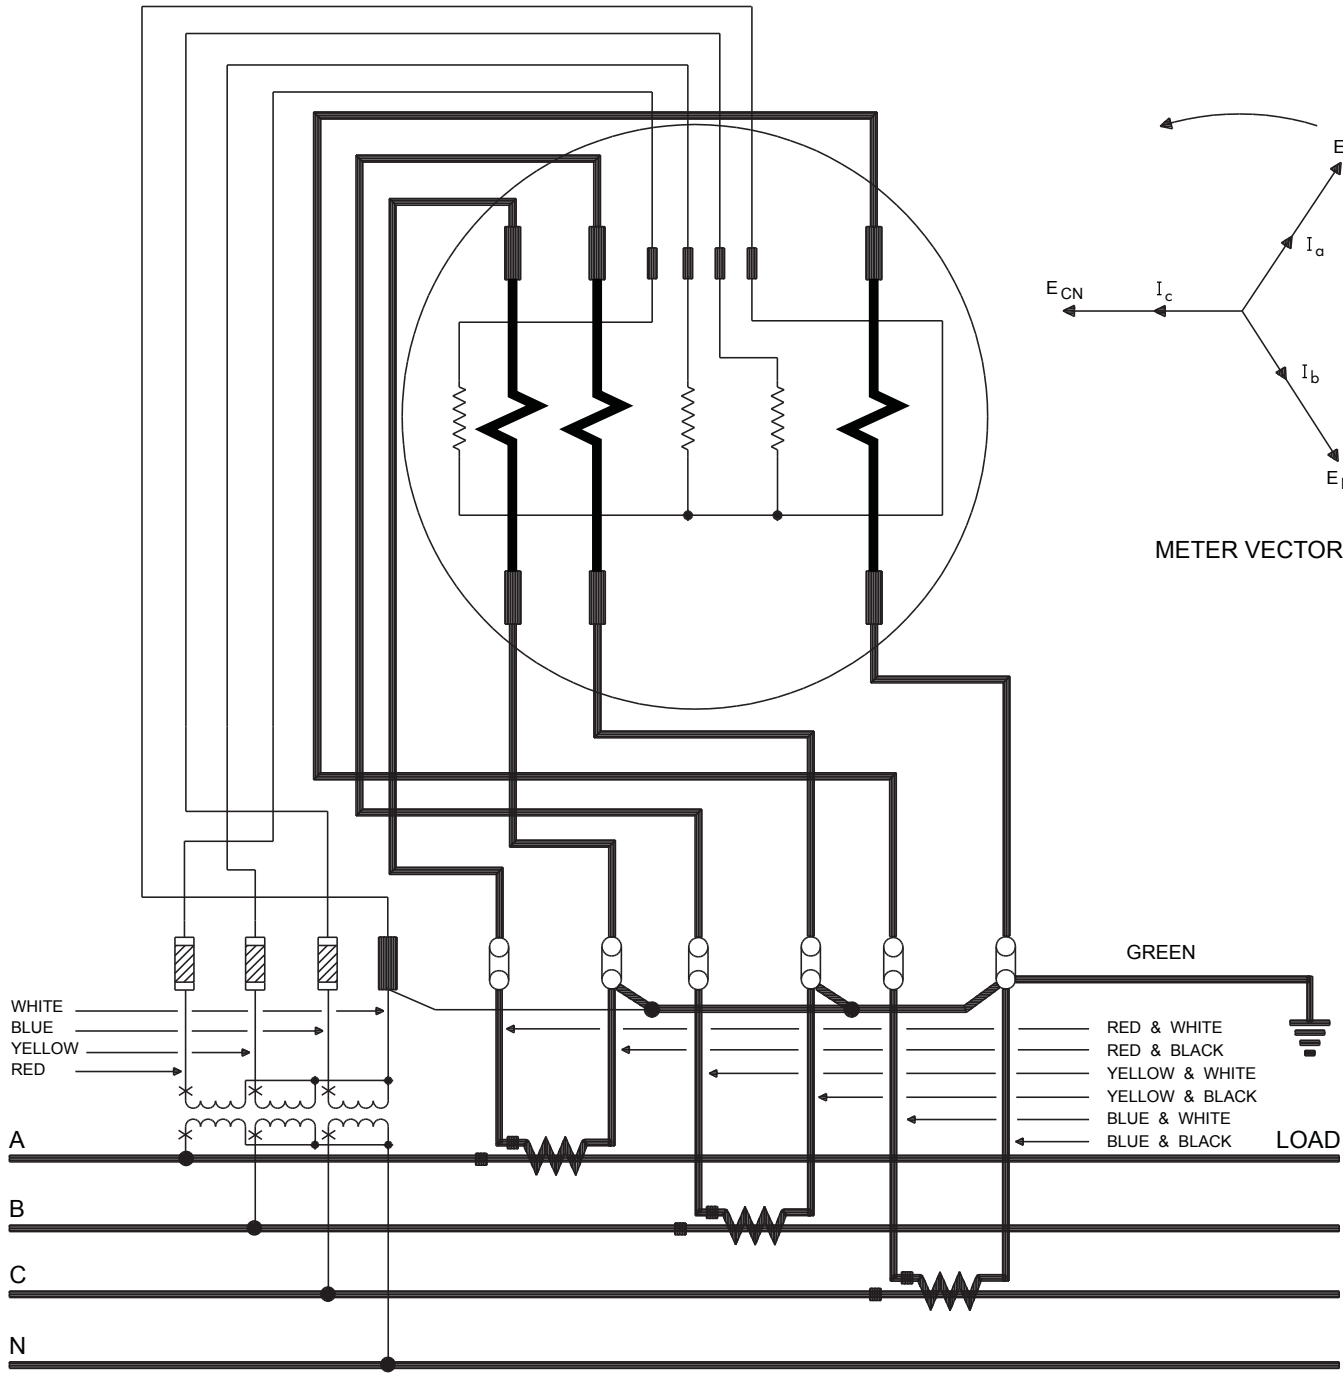 E
I a
E CN
I c
I b
E
METER VECTOR
GREEN
WHITE
BLUE
YELLOW
RED
RED & WHITE
RED & BLACK
YELLOW & WHITE
YELLOW & BLACK
BLUE & WHITE
BLUE & BLACK
A
LOAD
B
C
N